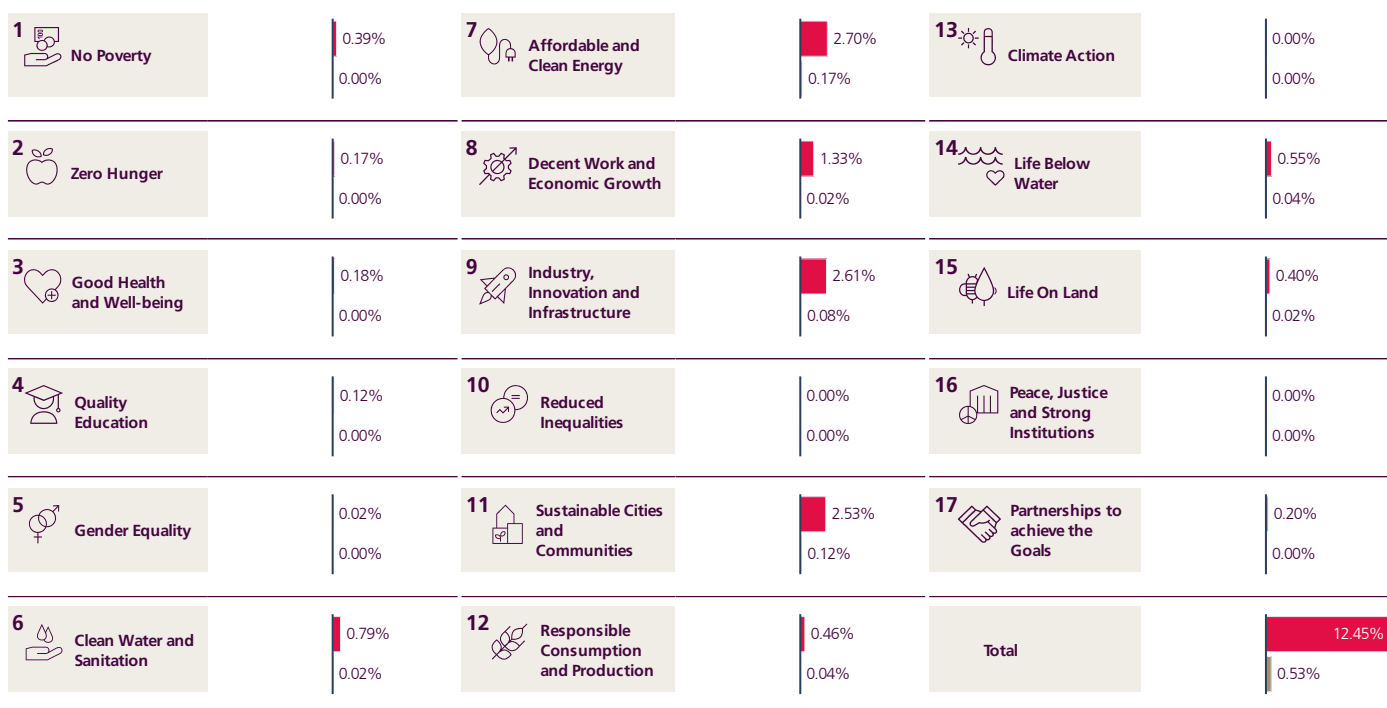 1
No Poverty
0.39%
0.00%
2
Zero Hunger
0.17%
0.00%
3
Good Health
and Well-being
0.18%
0.00%
4
Quality
Education
0.12%
0.00%
5
Gender Equality
0.02%
0.00%
6
Clean Water and
Sanitation
0.79%
0.02%
7
Affordable and
Clean Energy
2.70%
0.17%
8
Decent Work and
Economic Growth
1.33%
0.02%
9
Industry,
Innovation and
Infrastructure
2.61%
0.08%
10
Reduced
Inequalities
0.00%
0.00%
11
Sustainable Cities
and
Communities
2.53%
0.12%
12
Responsible
Consumption
and Production
0.46%
0.04%
13
Climate Action
0.00%
0.00%
14
Life Below
Water
0.55%
0.04%
15
Life On Land
0.40%
0.02%
16
Peace, Justice
and Strong
Institutions
0.00%
0.00%
17
Partnerships to
achieve the
Goals
0.20%
0.00%
Total
12.45%
0.53%